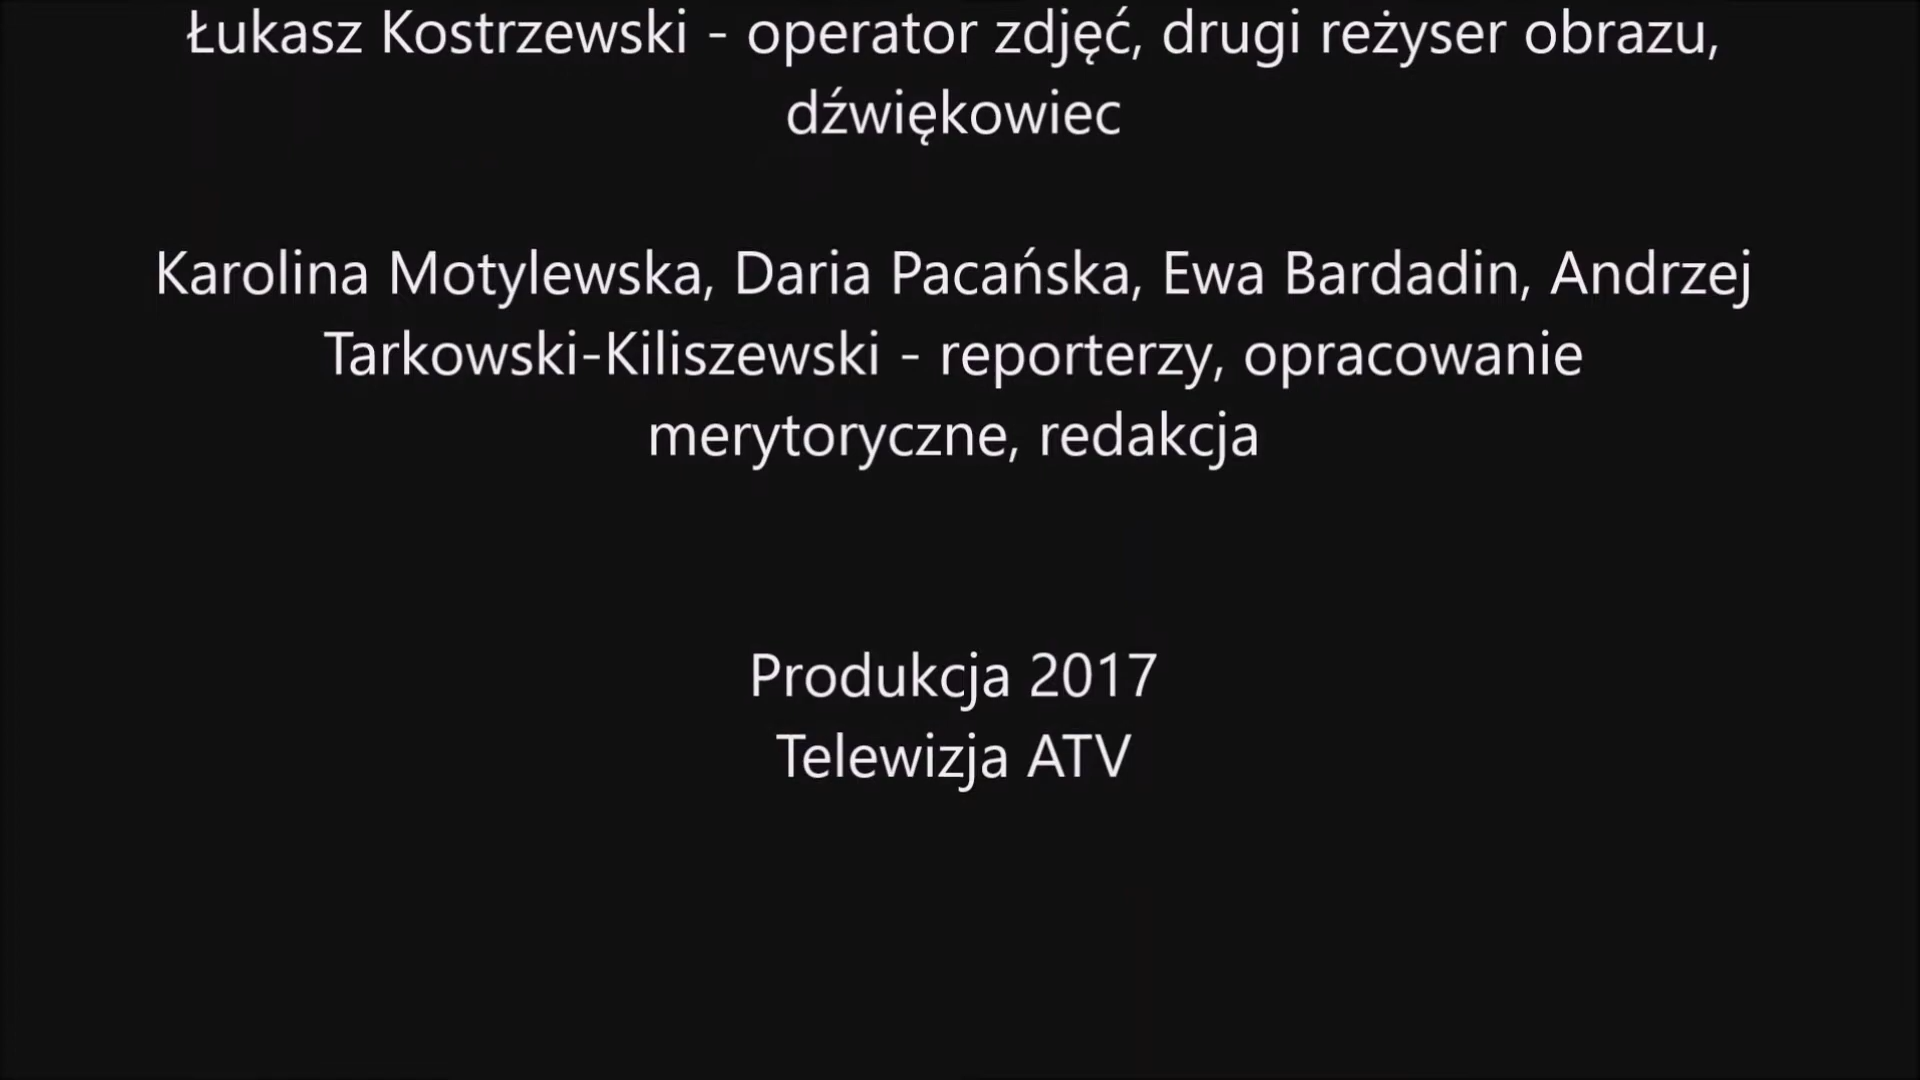 Łukasz Kostrzewski - operator zdjęć, drugi reżyser obrazu,
dźwiękowiec
Karolina Motylewska, Daria Pacańska, Ewa Bardadin, Andrzej
Tarkowski-Kiliszewski - reporterzy, opracowanie
merytoryczne, redakcja
Produkcja 2017
Telewizja ATV